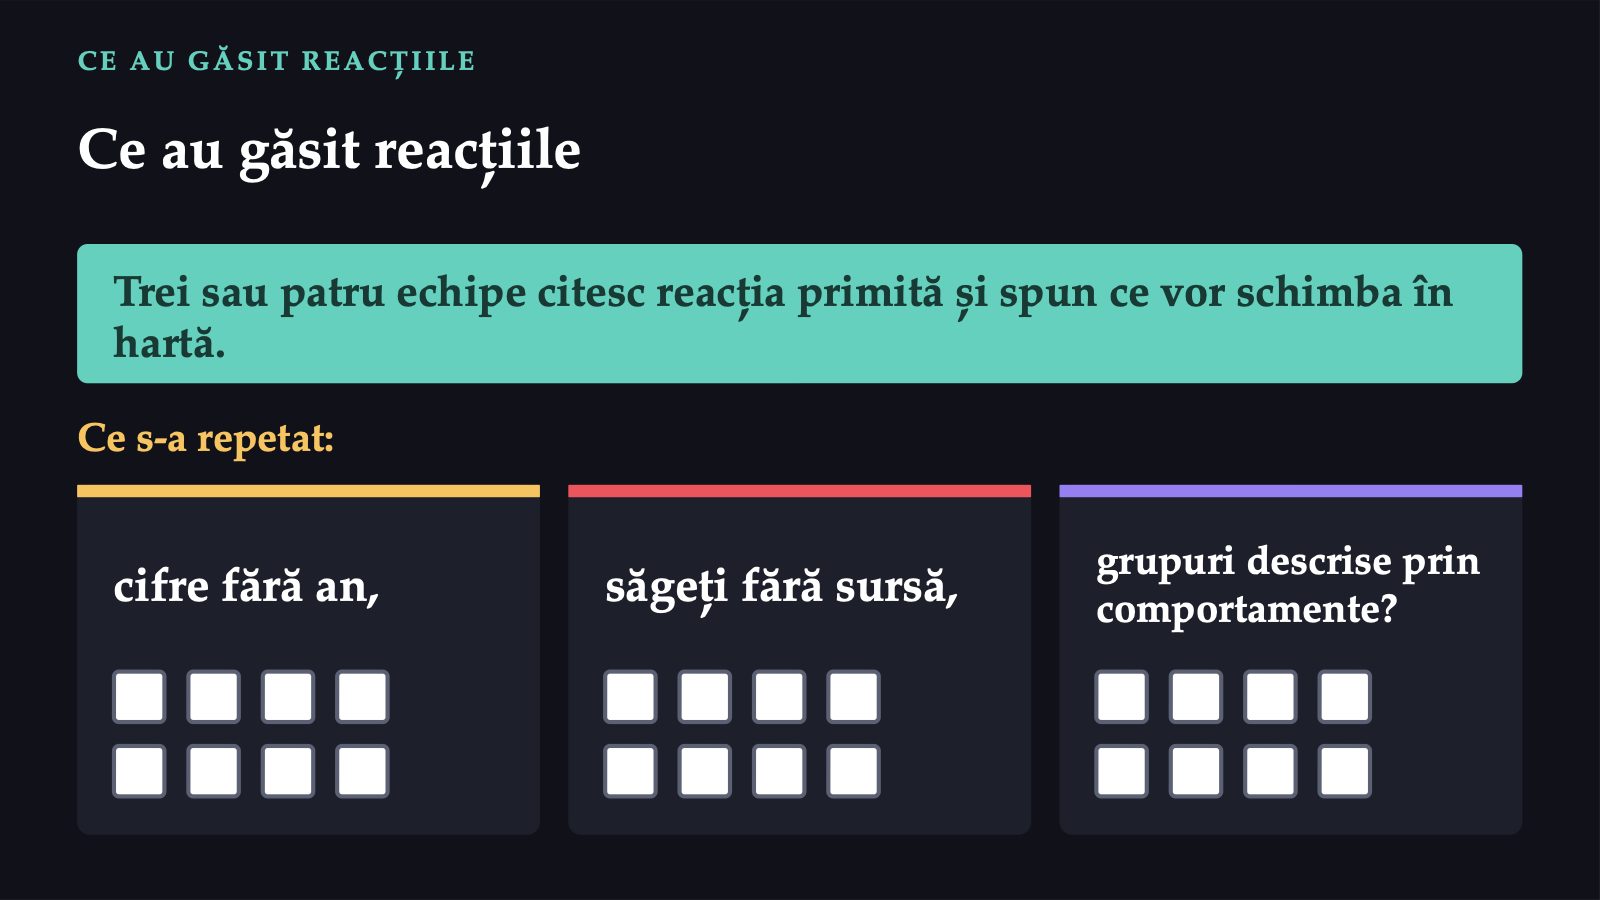 CE AU GĂSIT REACȚIILE
Ce au găsit reacțiile
Trei sau patru echipe citesc reacția primită și spun ce vor schimba în
hartă.
Ce s-a repetat:
cifre fără an,
săgeți fără sursă,
grupuri descrise prin
comportamente?